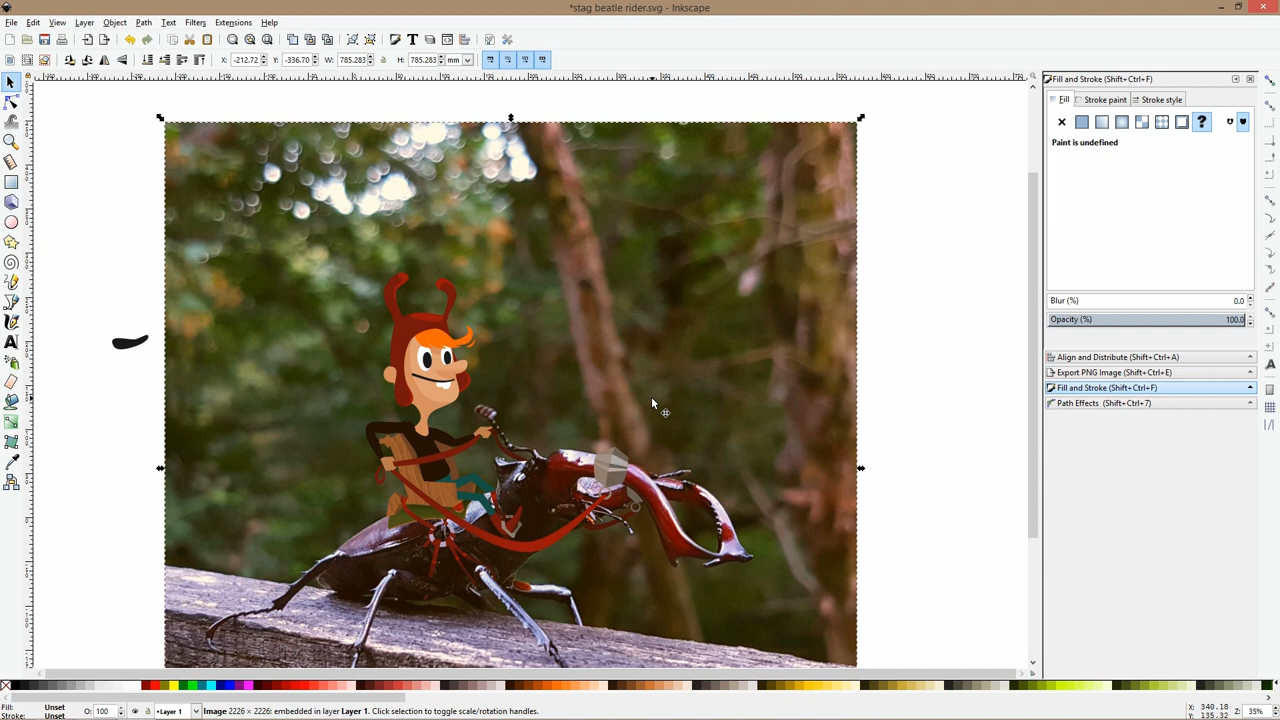 *stag beatle rider.svg - Inkscape
File Edit View Layer Object Path Text Filters Extensions Help
X: -212.72 Y: -336.70 W: 785.283 H: 785.283 mm
Fill and Stroke (Shift+Ctrl+F)
Fill Stroke paint Stroke style
Paint is undefined
Blur (%) 0.0
Opacity (%) 100.0
Align and Distribute (Shift+Ctrl+A)
Export PNG Image (Shift+Ctrl+E)
Fill and Stroke (Shift+Ctrl+F)
Path Effects (Shift+Ctrl+7)
Fill: Unset
Stroke: Unset
O: 100 •Layer 1 Image 2226 × 2226: embedded in layer Layer 1. Click selection to toggle scale/rotation handles.
X: 340.18
Y: 135.32
Z: 35%